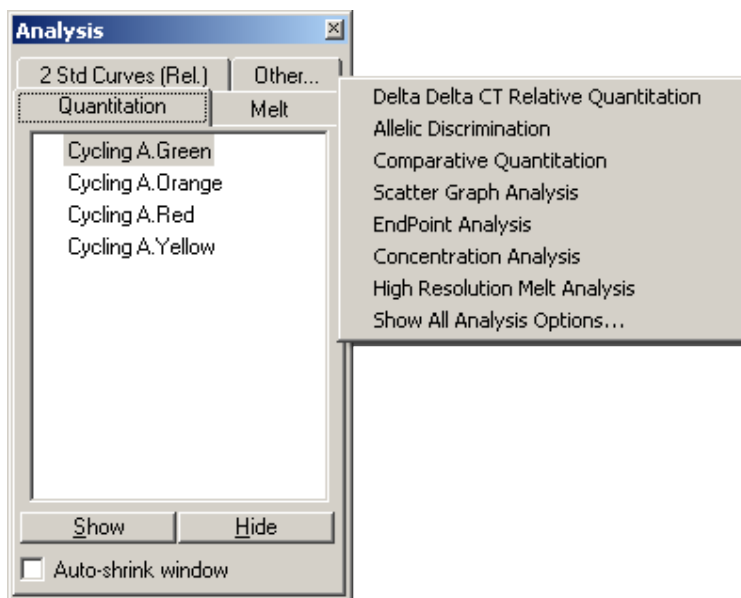 Analysis
2 Std Curves (Rel.) Other...
Quantitation Melt
Cycling A.Green
Cycling A.Orange
Cycling A.Red
Cycling A.Yellow
Show Hide
Auto-shrink window
Delta Delta CT Relative Quantitation
Allelic Discrimination
Comparative Quantitation
Scatter Graph Analysis
EndPoint Analysis
Concentration Analysis
High Resolution Melt Analysis
Show All Analysis Options...